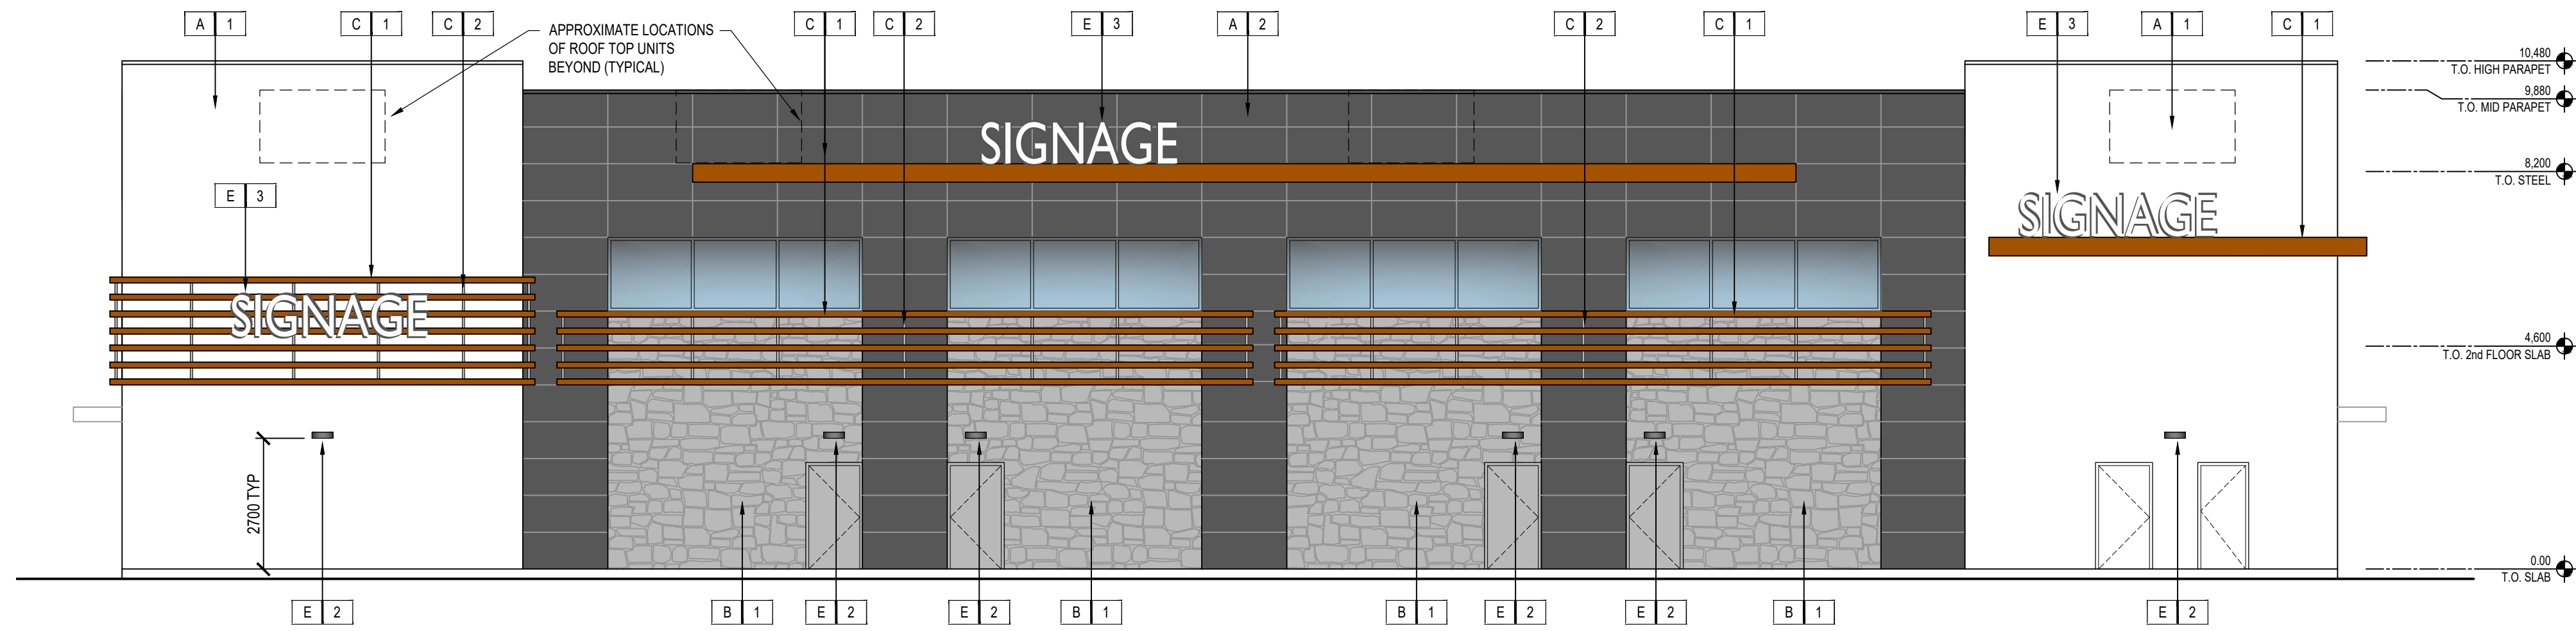 A 1
C 1
C 2
APPROXIMATE LOCATIONS
OF ROOF TOP UNITS
BEYOND (TYPICAL)
C 1
C 2
E 3
A 2
C 2
C 1
E 3
A 1
C 1
10,480
T.O. HIGH PARAPET
9,880
T.O. MID PARAPET
8,200
T.O. STEEL
4,600
T.O. 2nd FLOOR SLAB
0.00
T.O. SLAB
SIGNAGE
E 3
SIGNAGE
SIGNAGE
2700 TYP
E 2
B 1
E 2
E 2
B 1
B 1
E 2
E 2
B 1
E 2